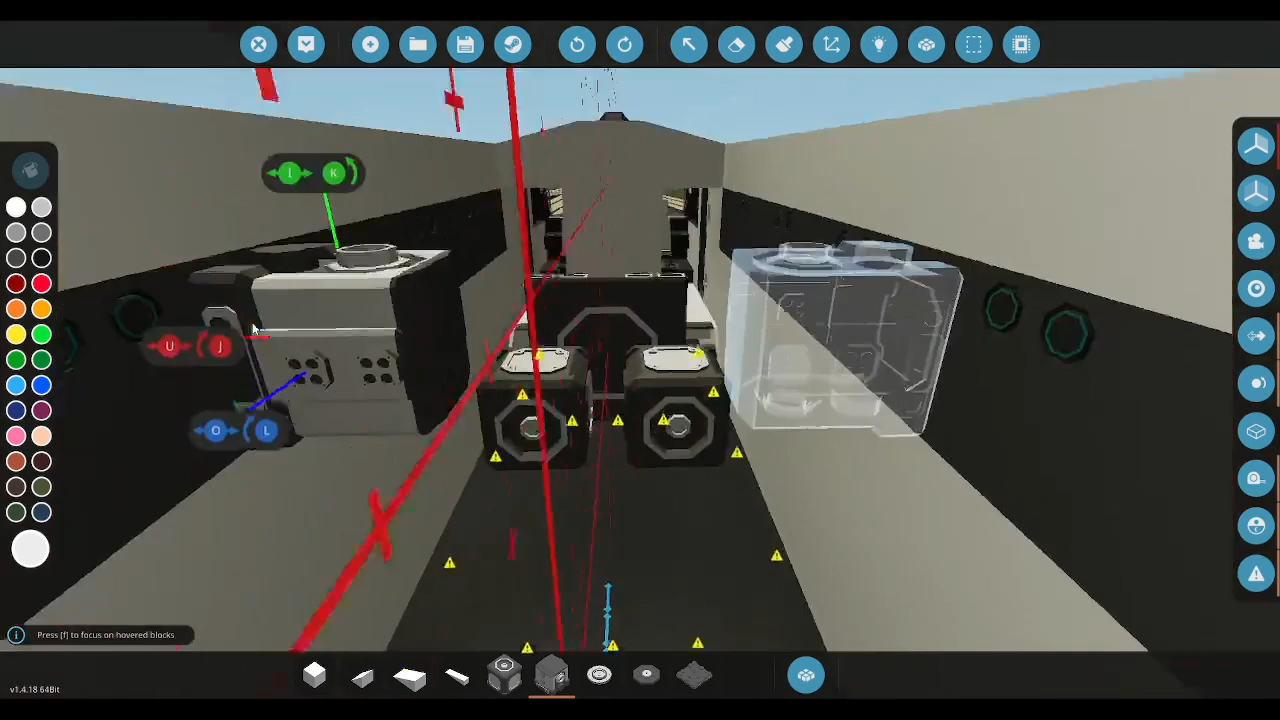 I K
U J
O L
Press [f] to focus on hovered blocks
v1.4.18 64Bit